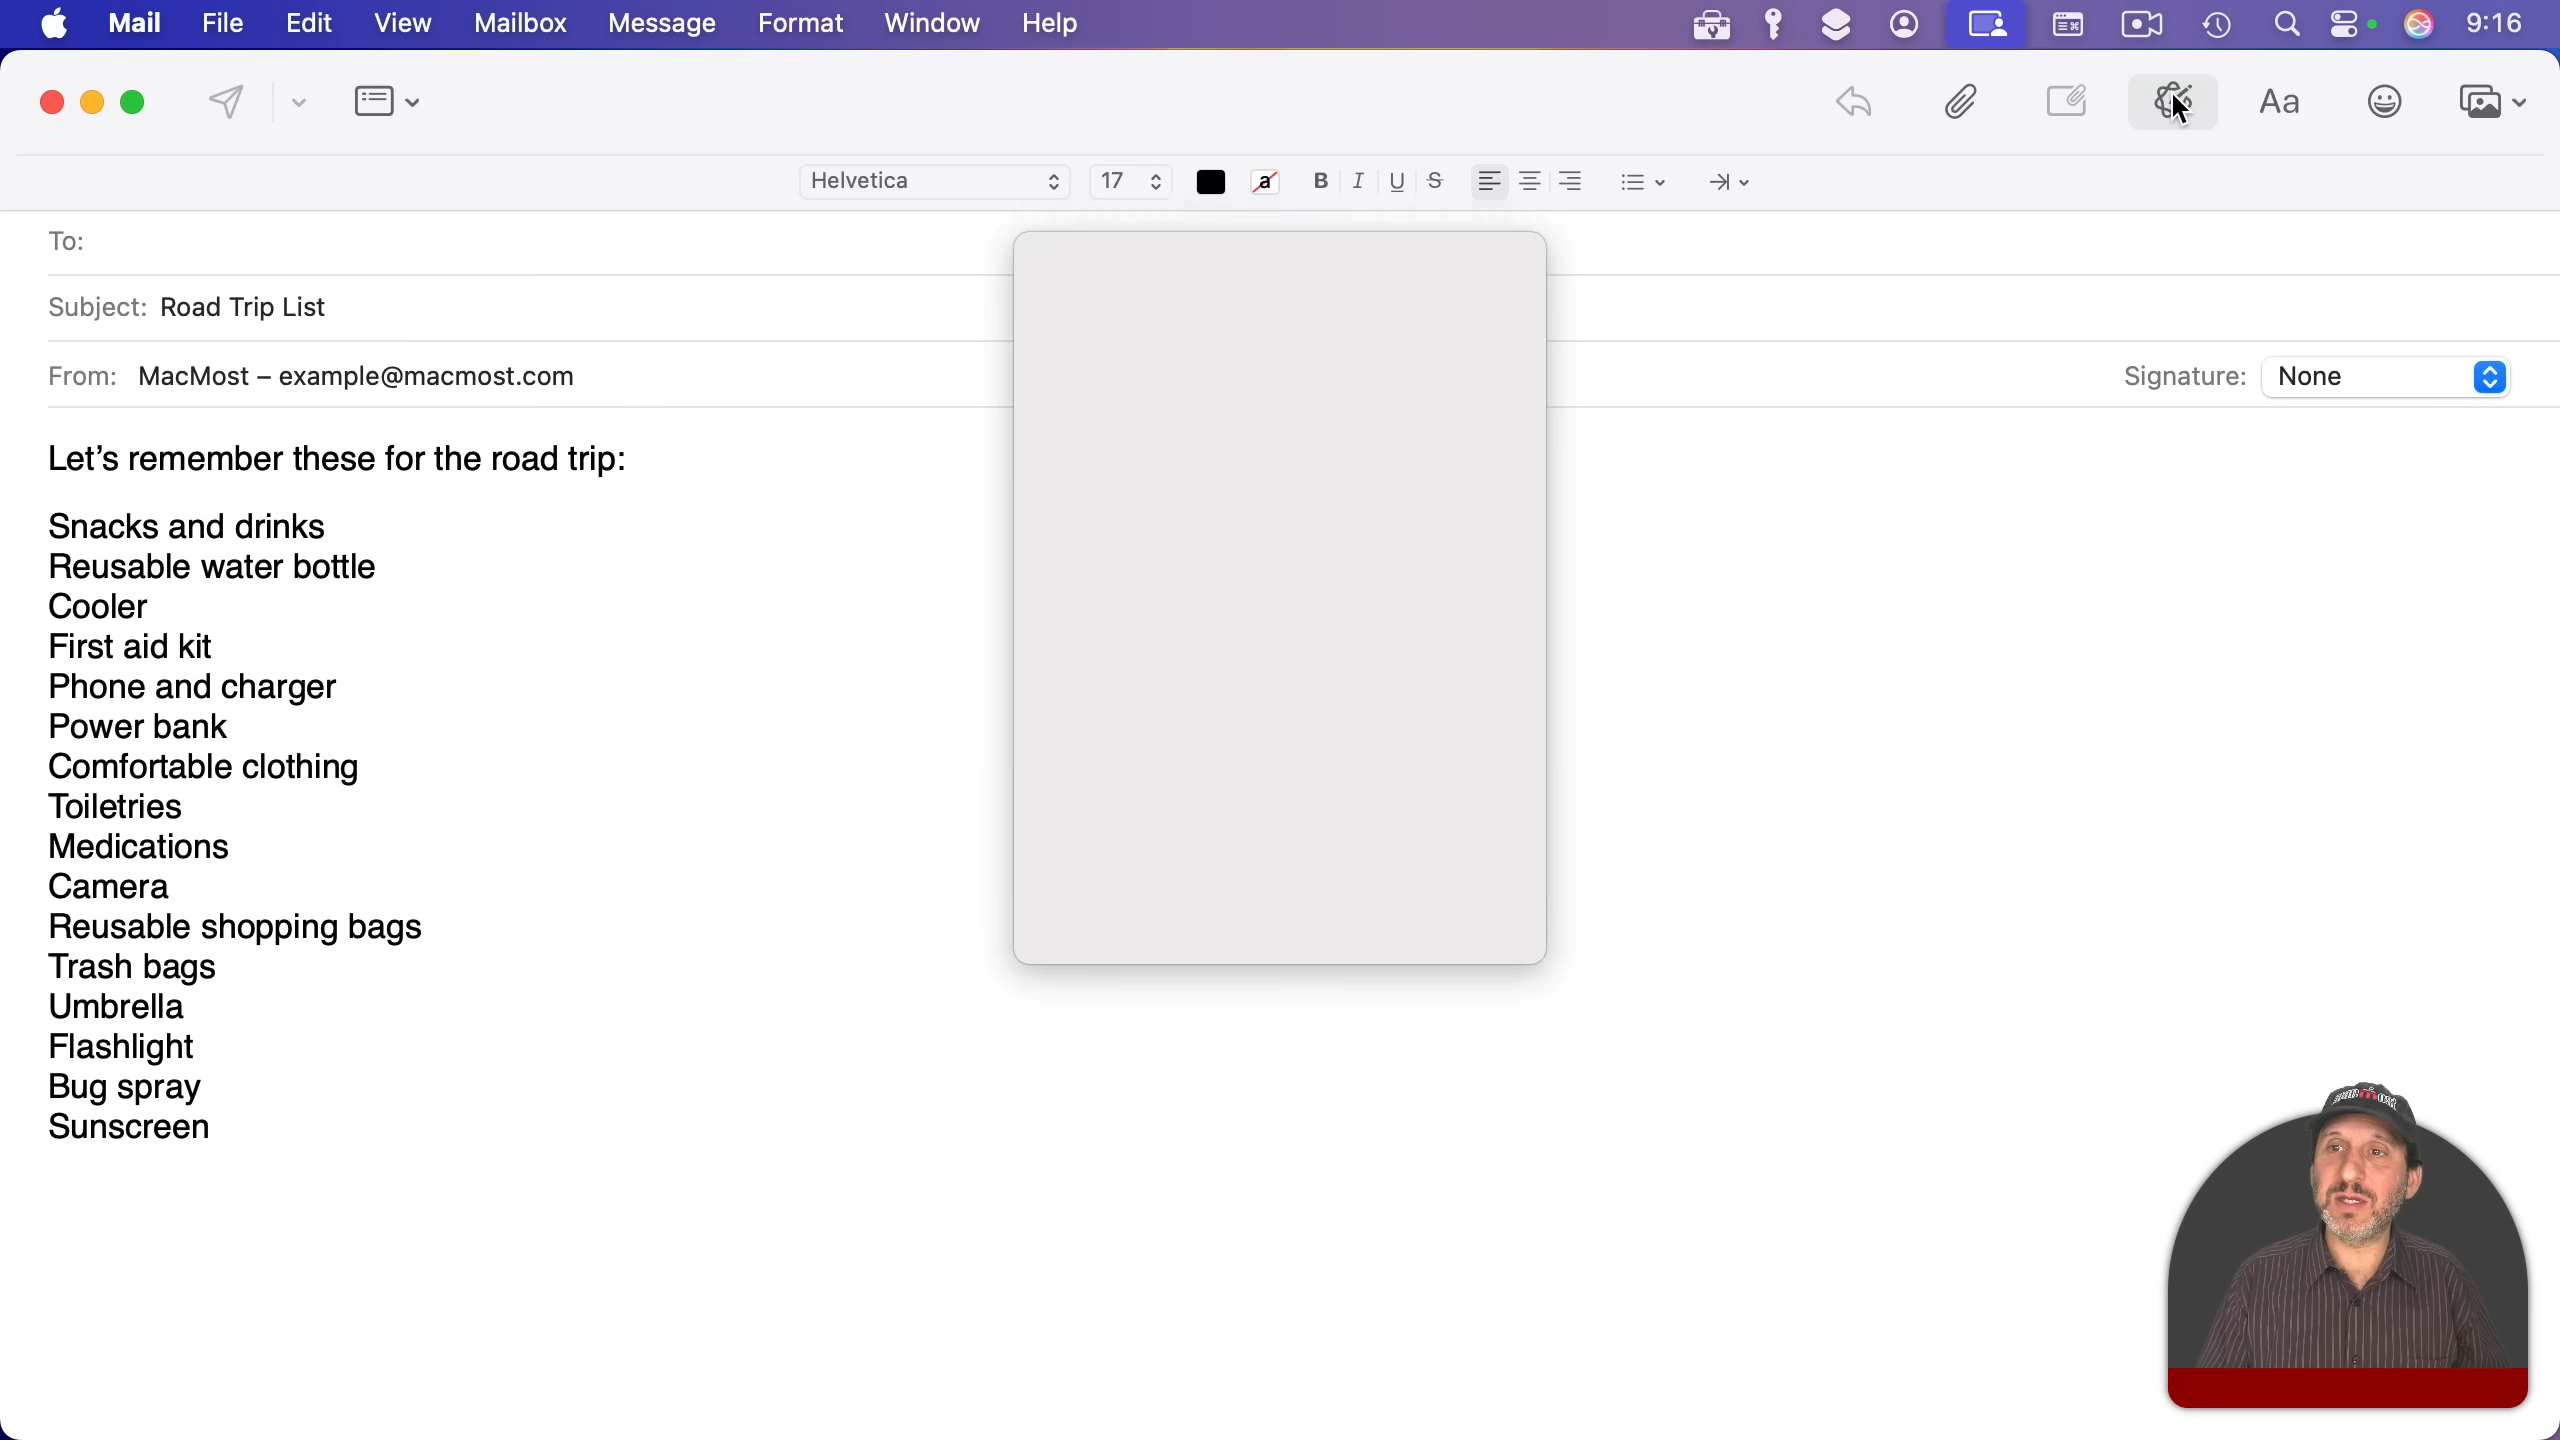 Mail File Edit View Mailbox Message Format Window Help 9:16
Aa
Helvetica 17 a B I U S
To:
Subject: Road Trip List
From: MacMost – example@macmost.com Signature: None
Let’s remember these for the road trip:
Snacks and drinks
Reusable water bottle
Cooler
First aid kit
Phone and charger
Power bank
Comfortable clothing
Toiletries
Medications
Camera
Reusable shopping bags
Trash bags
Umbrella
Flashlight
Bug spray
Sunscreen